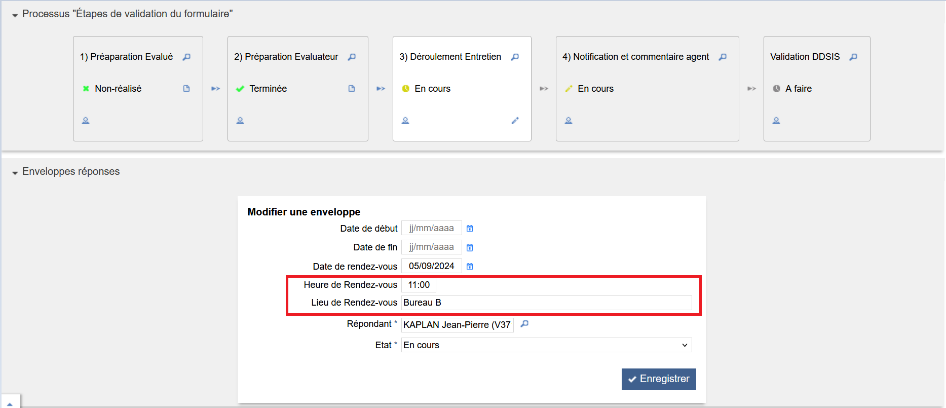 Processus "Étapes de validation du formulaire"
1) Préaparation Evalué
2) Préparation Evaluateur
3) Déroulement Entretien
4) Notification et commentaire agent
Validation DDSIS
Non-réalisé
Terminée
En cours
En cours
A faire
Enveloppes réponses
Modifier une enveloppe
Date de début jj/mm/aaaa
Date de fin jj/mm/aaaa
Date de rendez-vous 05/09/2024
Heure de Rendez-vous 11:00
Lieu de Rendez-vous Bureau B
Répondant * KAPLAN Jean-Pierre (V37
Etat * En cours
Enregistrer